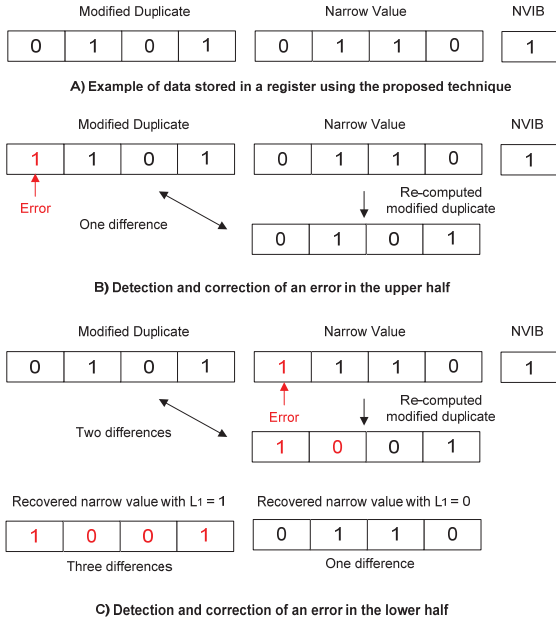 Modified Duplicate Narrow Value NVIB
0 1 0 1 0 1 1 0 1
A) Example of data stored in a register using the proposed technique
Modified Duplicate Narrow Value NVIB
1 1 0 1 0 1 1 0 1
Error
One difference
Re-computed
modified duplicate
0 1 0 1
B) Detection and correction of an error in the upper half
Modified Duplicate Narrow Value NVIB
0 1 0 1 1 1 1 0 1
Error
Two differences
Re-computed
modified duplicate
1 0 0 1
Recovered narrow value with L1 = 1 Recovered narrow value with L1 = 0
1 0 0 1 0 1 1 0
Three differences One difference
C) Detection and correction of an error in the lower half